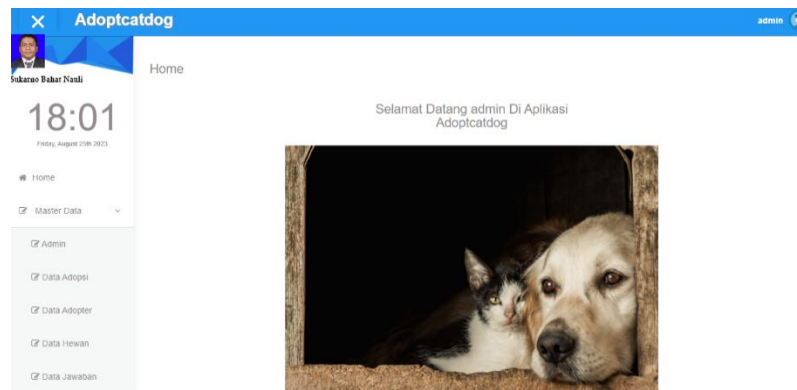 Adoptcatdog
admin
Sukarno Bahat Nauli
18:01
Friday, August 25th 2023
Home
Master Data
Admin
Data Adopsi
Data Adopter
Data Hewan
Data Jawaban
Home
Selamat Datang admin Di Aplikasi
Adoptcatdog